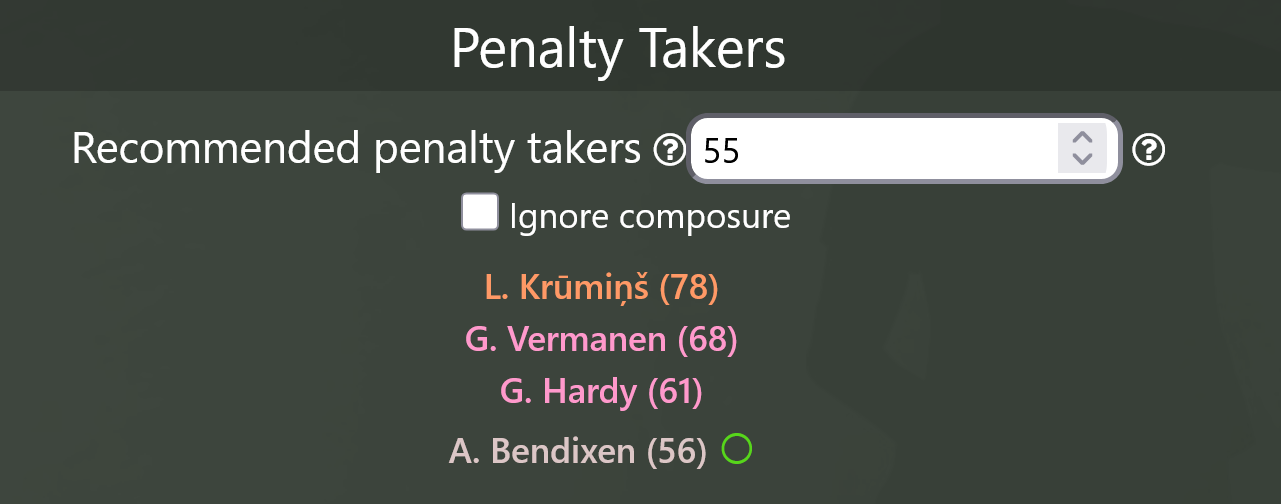 Penalty Takers
Recommended penalty takers ? 55 ?
Ignore composure
L. Krūmiņš (78)
G. Vermanen (68)
G. Hardy (61)
A. Bendixen (56)